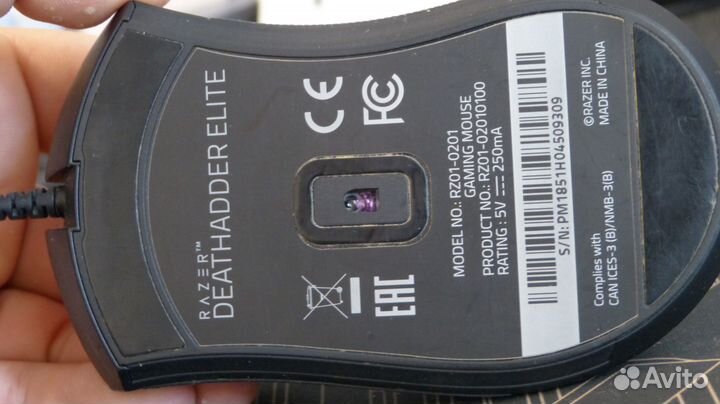 RAZER™
DEATHADDER ELITE
CE
FC
EAC
MODEL NO.: RZ01-0201
GAMING MOUSE
PRODUCT NO.: RZ01-02010100
RATING : 5V ⎓ 250mA
S/N: PM1851H04509309
Complies with
CAN ICES-3 (B)/NMB-3(B)
©RAZER INC.
MADE IN CHINA
Avito